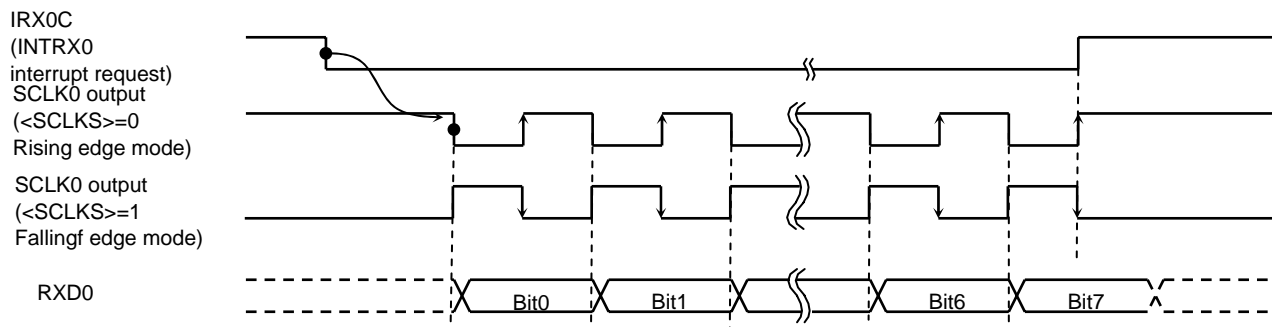 IRX0C
(INTRX0
interrupt request)
SCLK0 output
(<SCLKS>=0
Rising edge mode)
SCLK0 output
(<SCLKS>=1
Fallingf edge mode)
RXD0
Bit0
Bit1
Bit6
Bit7